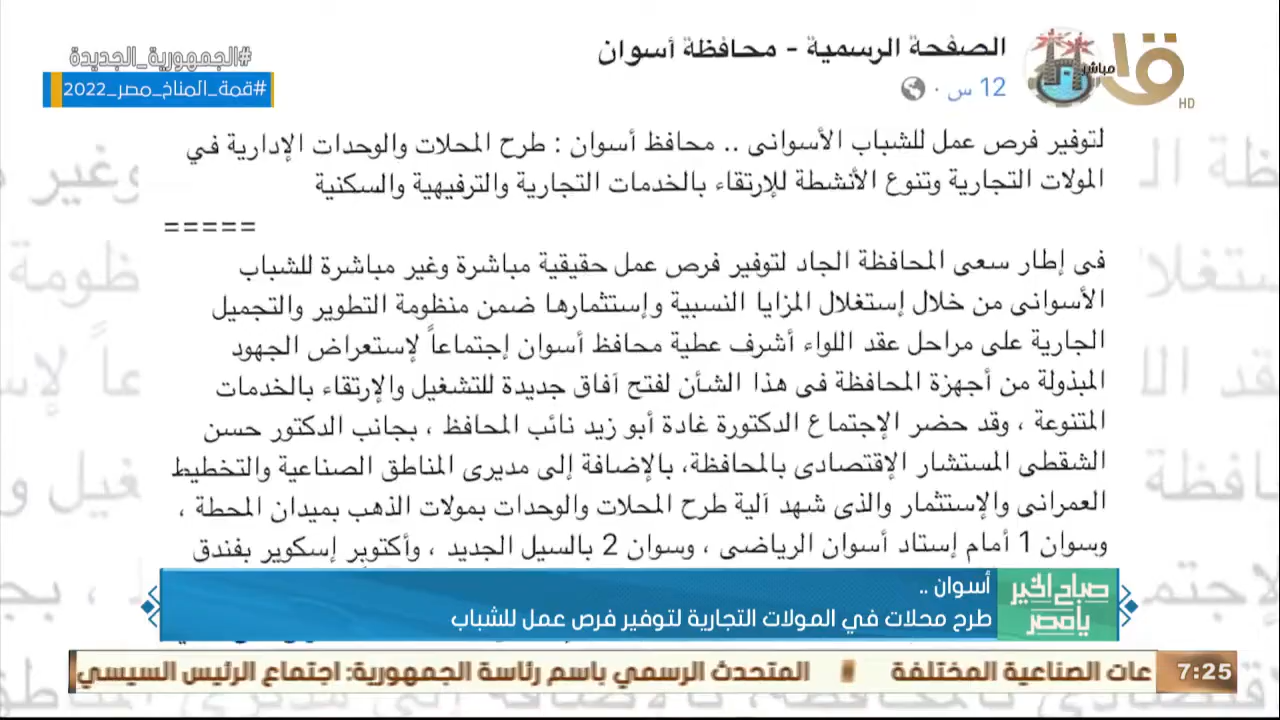 #الجمهورية_الجديدة
#قمة_المناخ_مصر_2022
مباشر
HD
الصفحة الرسمية - محافظة أسوان
12 س ·
لتوفير فرص عمل للشباب الأسوانى .. محافظ أسوان : طرح المحلات والوحدات الإدارية في
المولات التجارية وتنوع الأنشطة للإرتقاء بالخدمات التجارية والترفيهية والسكنية
=====
فى إطار سعى المحافظة الجاد لتوفير فرص عمل حقيقية مباشرة وغير مباشرة للشباب
الأسوانى من خلال إستغلال المزايا النسبية وإستثمارها ضمن منظومة التطوير والتجميل
الجارية على مراحل عقد اللواء أشرف عطية محافظ أسوان إجتماعاً لإستعراض الجهود
المبذولة من أجهزة المحافظة فى هذا الشأن لفتح آفاق جديدة للتشغيل والإرتقاء بالخدمات
المتنوعة ، وقد حضر الإجتماع الدكتورة غادة أبو زيد نائب المحافظ ، بجانب الدكتور حسن
الشقطى المستشار الإقتصادى بالمحافظة، بالإضافة إلى مديرى المناطق الصناعية والتخطيط
العمرانى والإستثمار والذى شهد آلية طرح المحلات والوحدات بمولات الذهب بميدان المحطة ،
وسوان 1 أمام إستاد أسوان الرياضى ، وسوان 2 بالسيل الجديد ، وأكتوبر إسكوير بفندق
صباح الخير
يا مصر
أسوان ..
طرح محلات في المولات التجارية لتوفير فرص عمل للشباب
7:25
عات الصناعية المختلفة
المتحدث الرسمي باسم رئاسة الجمهورية: اجتماع الرئيس السيسي